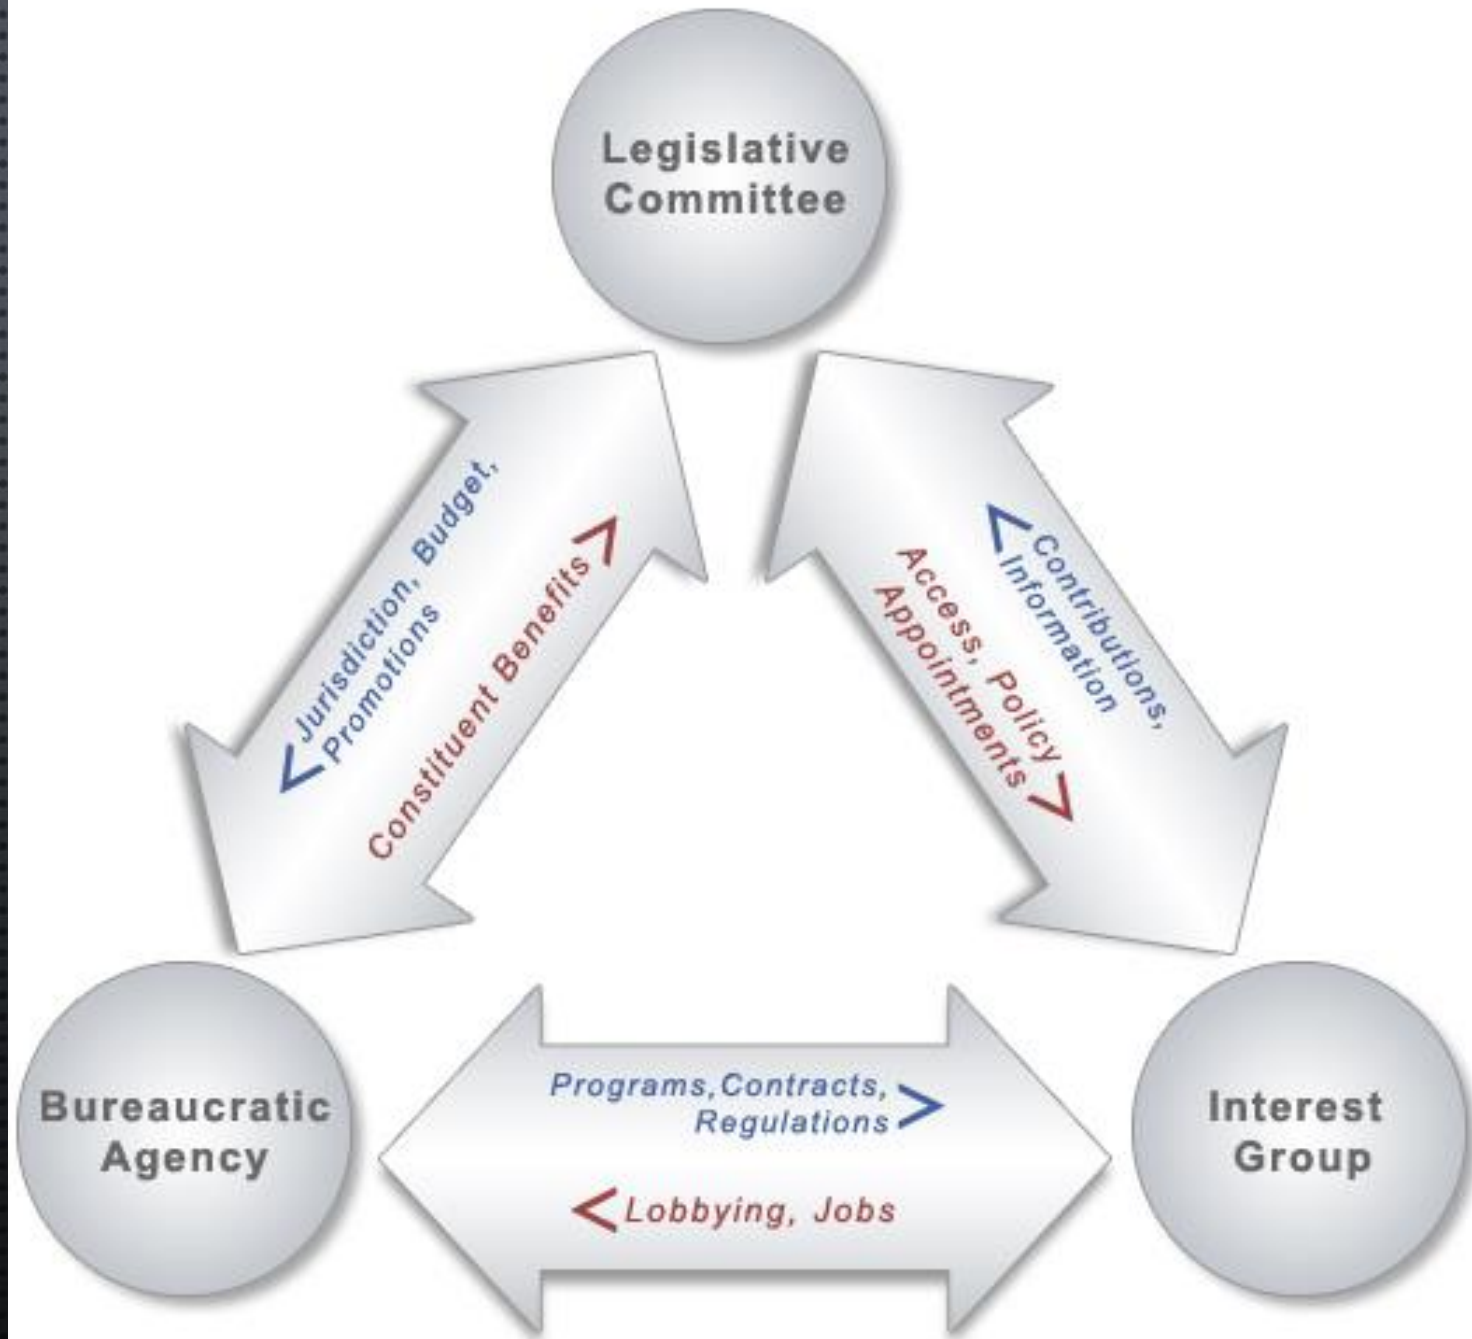 Legislative
Committee
Jurisdiction, Budget,
Promotions
Constituent Benefits
Contributions,
Information
Access, Policy
Appointments
Bureaucratic
Agency
Programs, Contracts,
Regulations
Lobbying, Jobs
Interest
Group